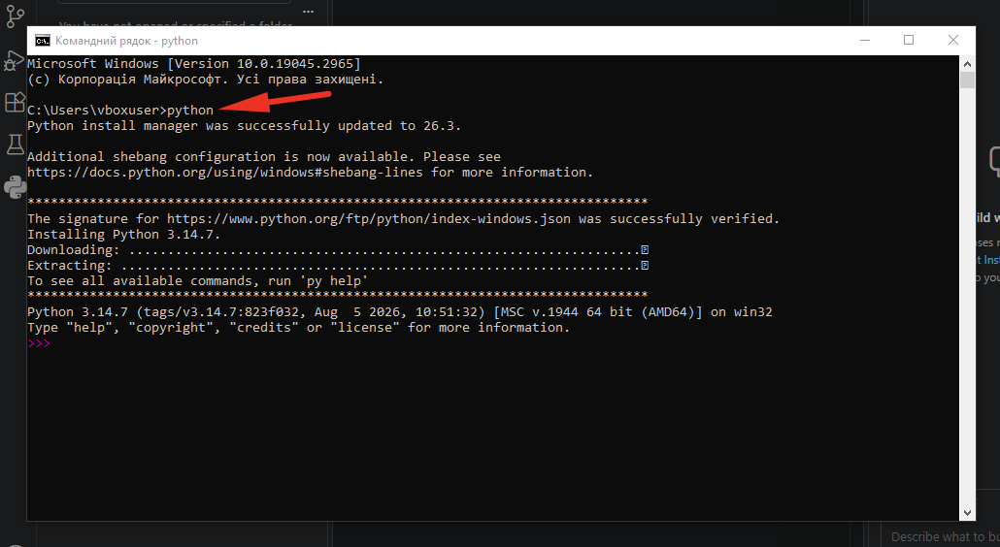 You have not opened or specified a folder
Командний рядок - python
Microsoft Windows [Version 10.0.19045.2965]
(c) Корпорація Майкрософт. Усі права захищені.
C:\Users\vboxuser>python
Python install manager was successfully updated to 26.3.
Additional shebang configuration is now available. Please see
https://docs.python.org/using/windows#shebang-lines for more information.
********************************************************************************
The signature for https://www.python.org/ftp/python/index-windows.json was successfully verified.
Installing Python 3.14.7.
Downloading: ..................................................................
Extracting: ...................................................................
To see all available commands, run 'py help'
********************************************************************************
Python 3.14.7 (tags/v3.14.7:823f032, Aug  5 2026, 10:51:32) [MSC v.1944 64 bit (AMD64)] on win32
Type "help", "copyright", "credits" or "license" for more information.
>>>
Describe what to bu